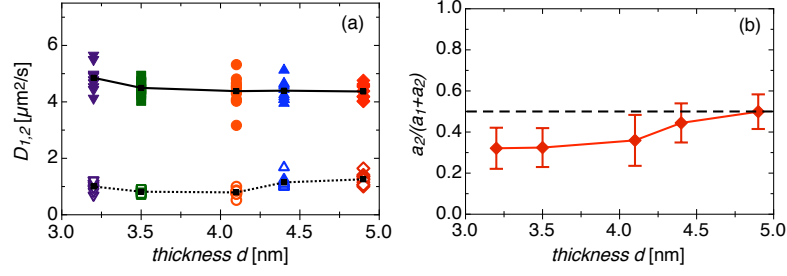 (a)
D1,2 [µm²/s]
6
4
2
0
3.0 3.5 4.0 4.5 5.0
thickness d [nm]
(b)
a2/(a1+a2)
1.0
0.8
0.6
0.4
0.2
0.0
3.0 3.5 4.0 4.5 5.0
thickness d [nm]